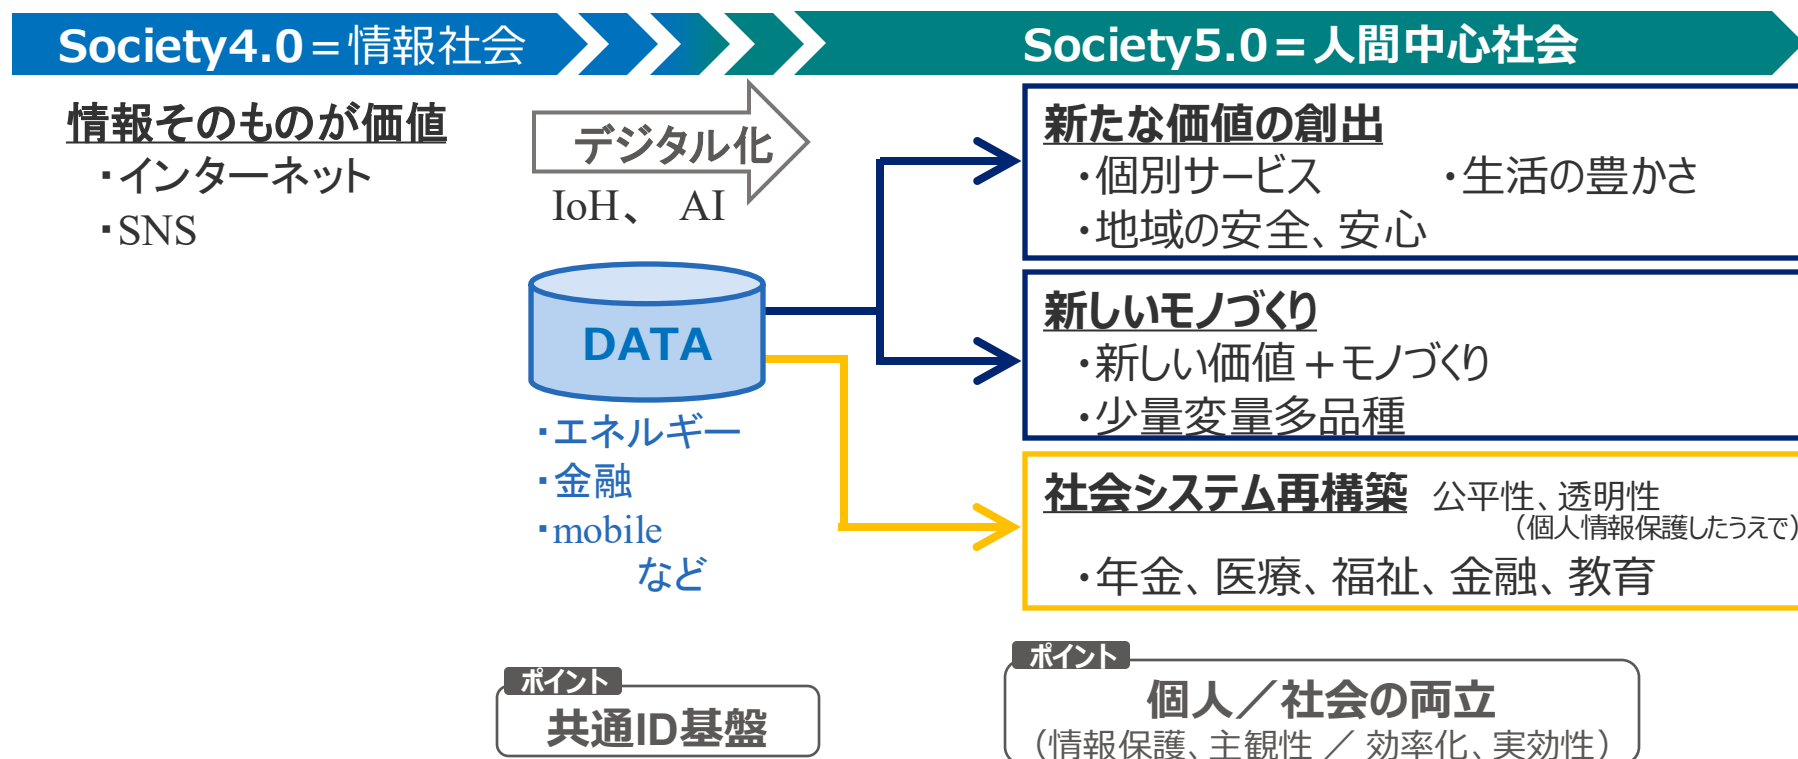 Society4.0＝情報社会
Society5.0＝人間中心社会
情報そのものが価値
・インターネット
・SNS
デジタル化
IoH、 AI
DATA
・エネルギー
・金融
・mobile
など
新たな価値の創出
・個別サービス ・生活の豊かさ
・地域の安全、安心
新しいモノづくり
・新しい価値＋モノづくり
・少量変量多品種
社会システム再構築 公平性、透明性
（個人情報保護したうえで）
・年金、医療、福祉、金融、教育
ポイント
共通ID基盤
ポイント
個人／社会の両立
（情報保護、主観性 ／ 効率化、実効性）